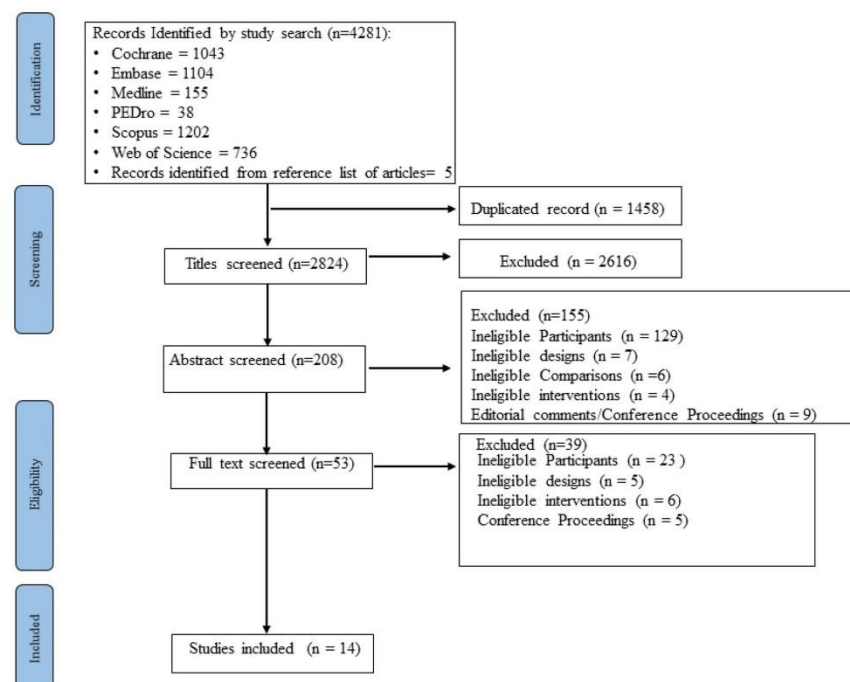 Identification
Records Identified by study search (n=4281):
• Cochrane = 1043
• Embase = 1104
• Medline = 155
• PEDro = 38
• Scopus = 1202
• Web of Science = 736
• Records identified from reference list of articles= 5
Screening
Duplicated record (n = 1458)
Titles screened (n=2824)
Excluded (n = 2616)
Abstract screened (n=208)
Excluded (n=155)
Ineligible Participants (n = 129)
Ineligible designs (n = 7)
Ineligible Comparisons (n =6)
Ineligible interventions (n = 4)
Editorial comments/Conference Proceedings (n = 9)
Eligibility
Full text screened (n=53)
Excluded (n=39)
Ineligible Participants (n = 23 )
Ineligible designs (n = 5)
Ineligible interventions (n = 6)
Conference Proceedings (n = 5)
Included
Studies included (n = 14)